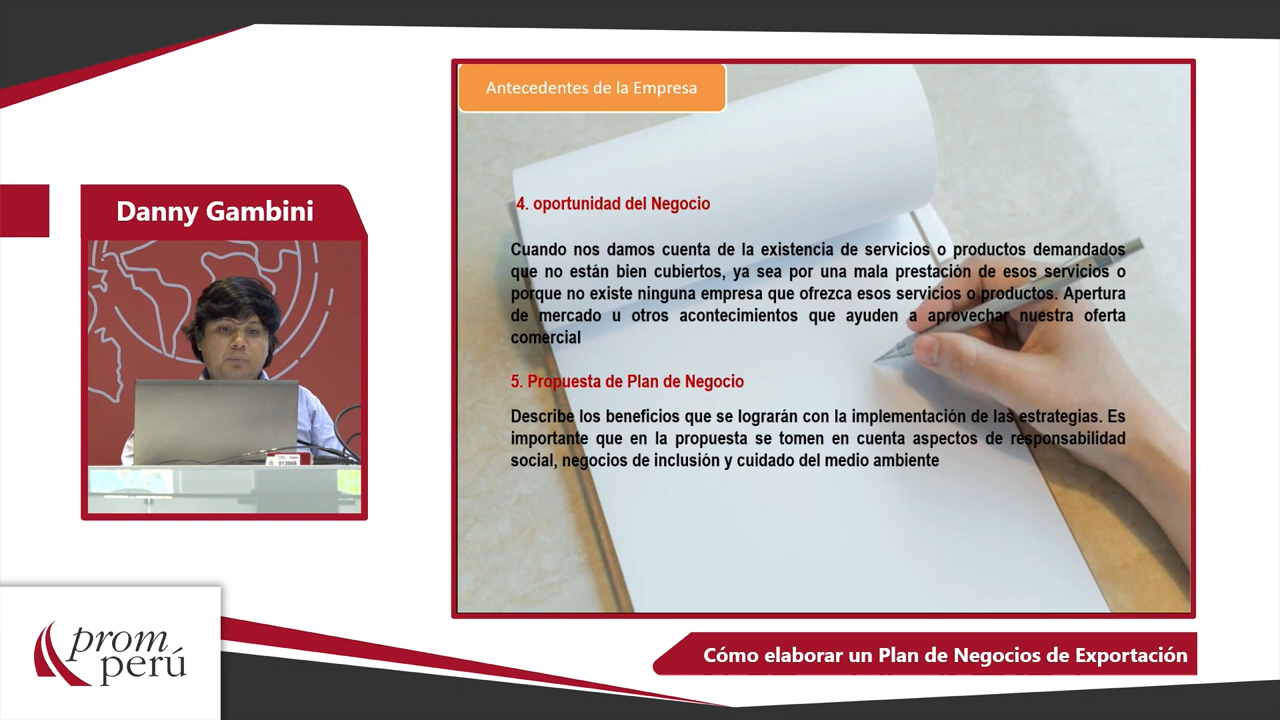 Antecedentes de la Empresa
Danny Gambini
4. oportunidad del Negocio
Cuando nos damos cuenta de la existencia de servicios o productos demandados
que no están bien cubiertos, ya sea por una mala prestación de esos servicios o
porque no existe ninguna empresa que ofrezca esos servicios o productos. Apertura
de mercado u otros acontecimientos que ayuden a aprovechar nuestra oferta
comercial
5. Propuesta de Plan de Negocio
Describe los beneficios que se lograrán con la implementación de las estrategias. Es
importante que en la propuesta se tomen en cuenta aspectos de responsabilidad
social, negocios de inclusión y cuidado del medio ambiente
013008
prom
perú
Cómo elaborar un Plan de Negocios de Exportación